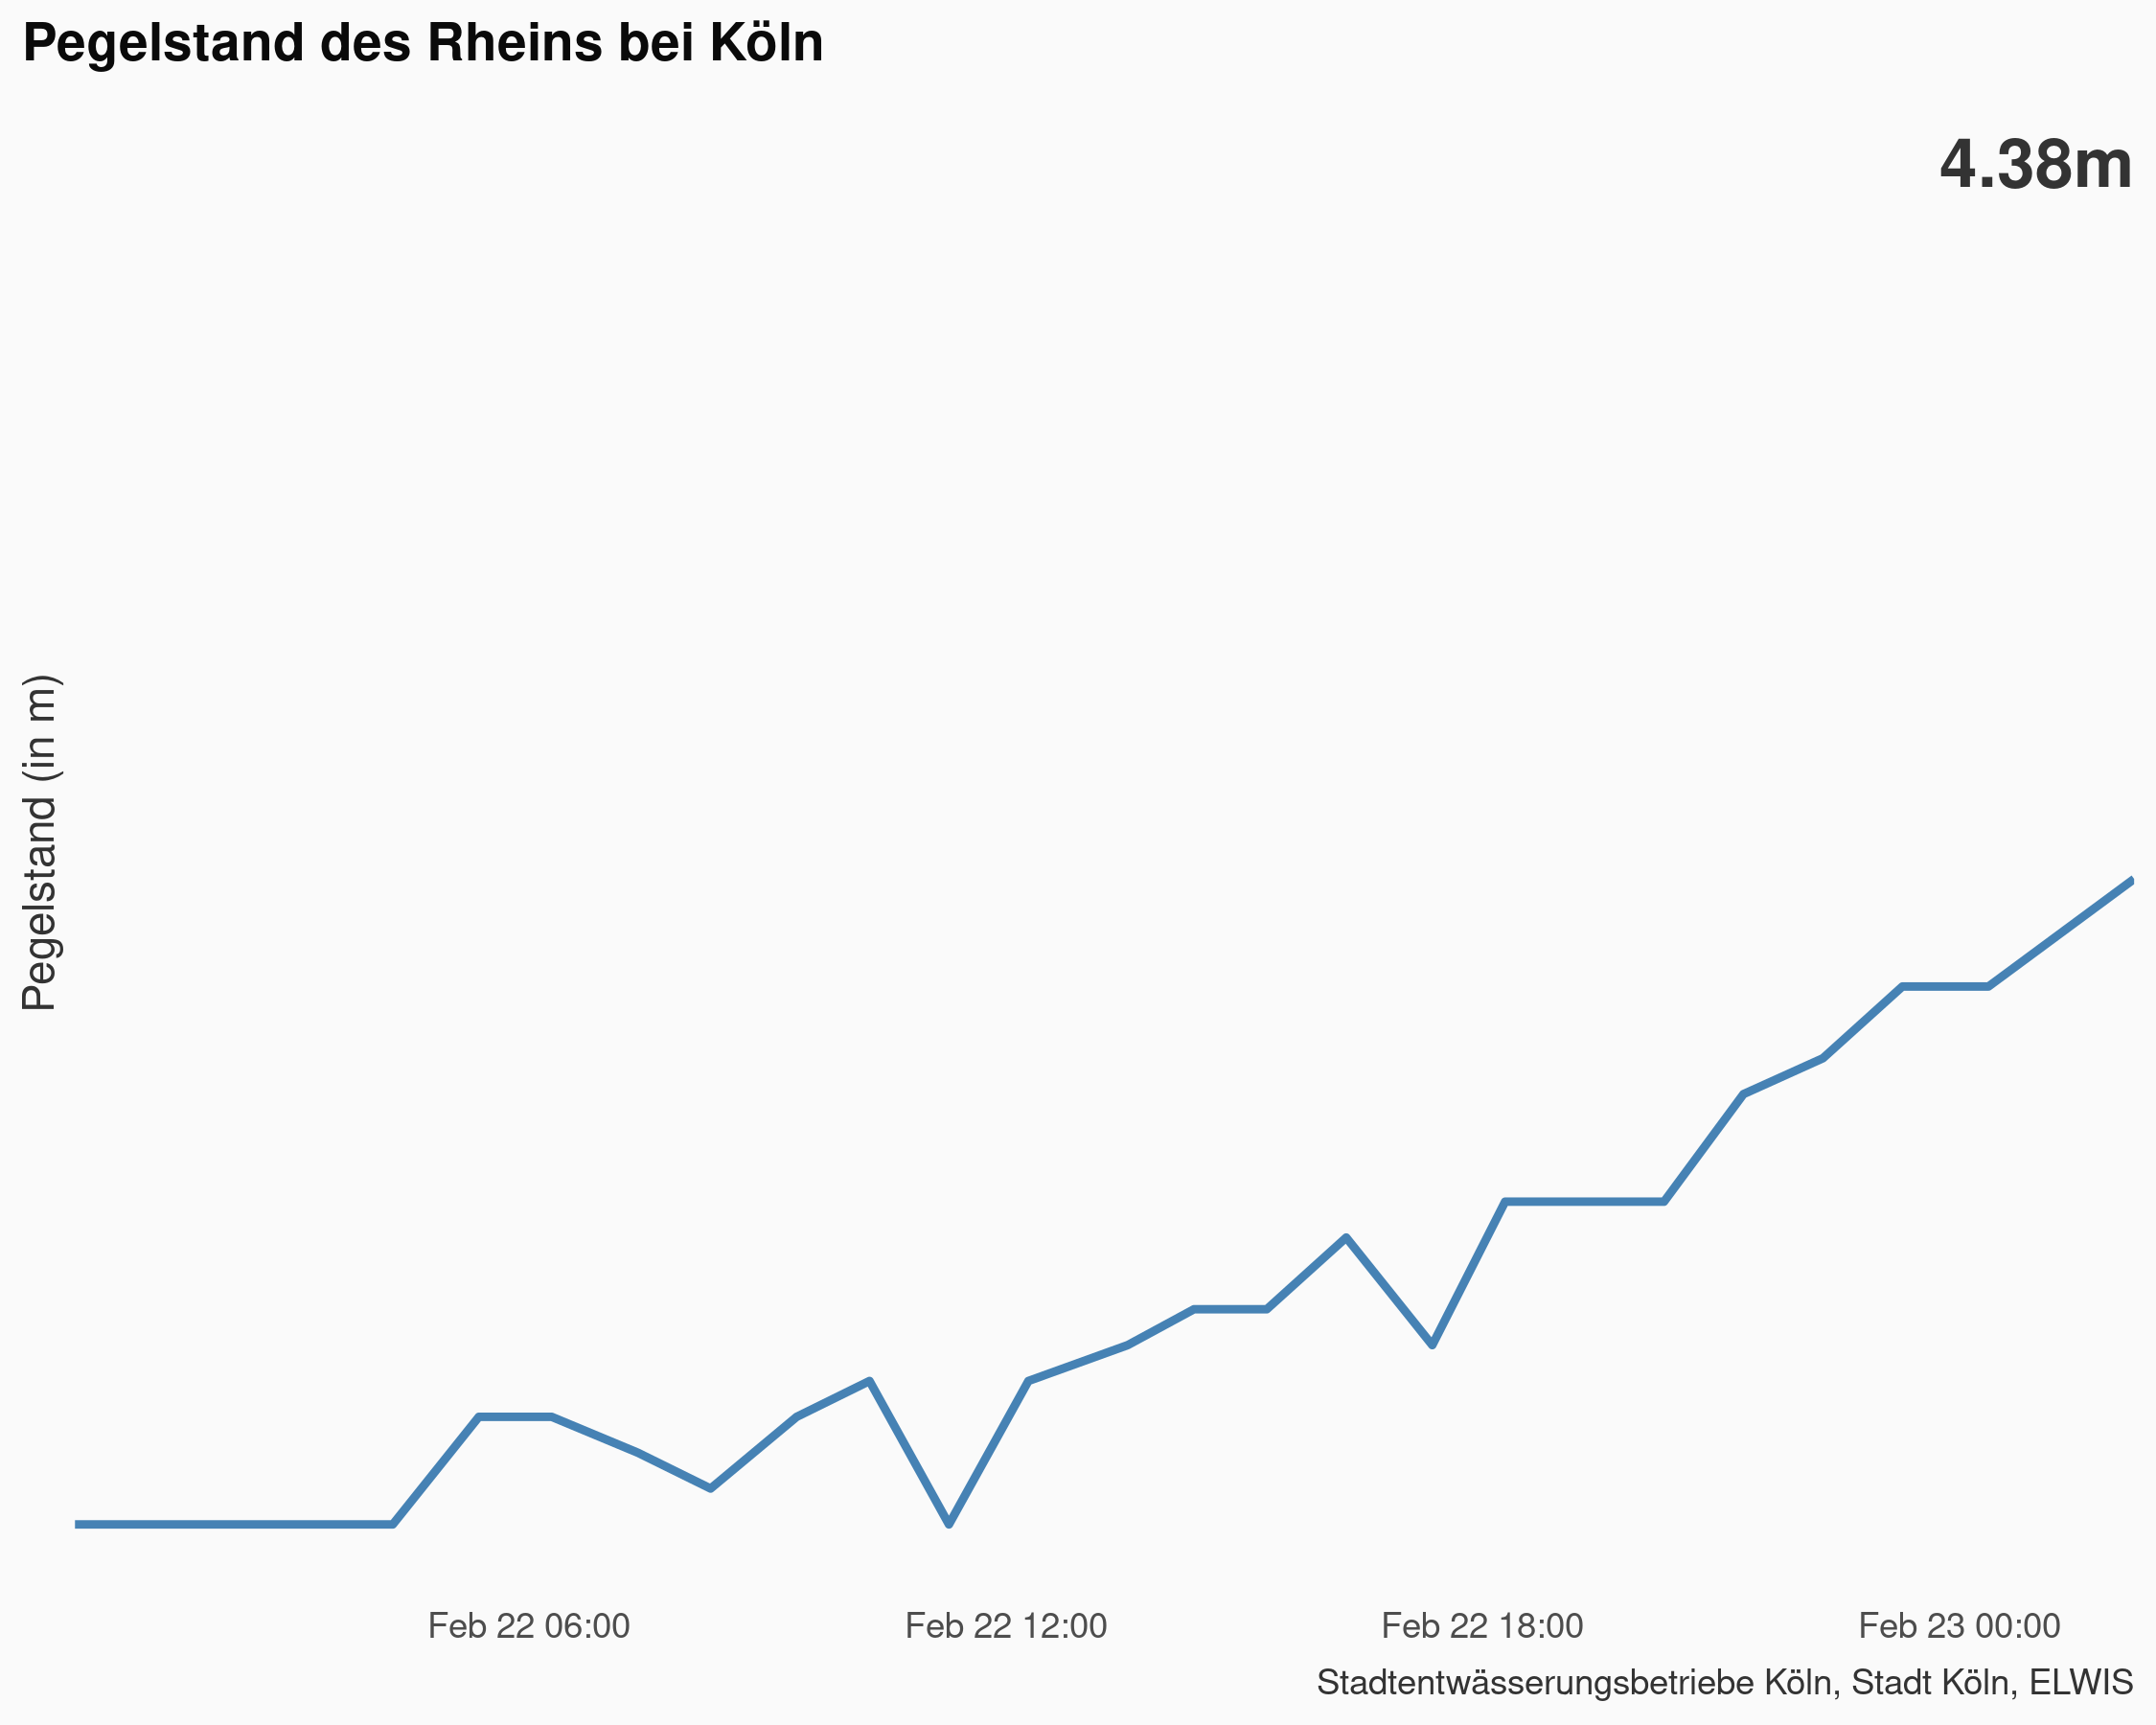 Pegelstand des Rheins bei Köln
4.38m
Pegelstand (in m)
Feb 22 06:00 Feb 22 12:00 Feb 22 18:00 Feb 23 00:00
Stadtentwässerungsbetriebe Köln, Stadt Köln, ELWIS